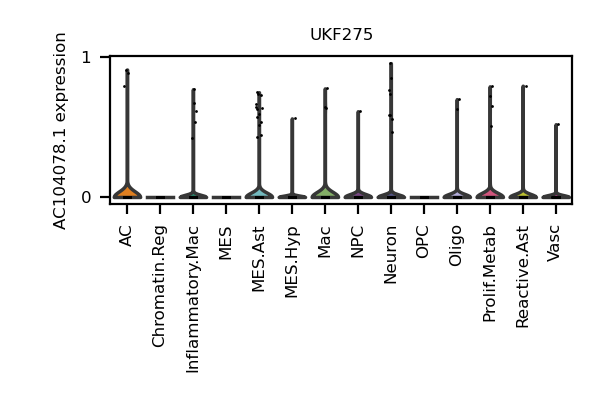 UKF275
AC104078.1 expression
1
0
AC
Chromatin.Reg
Inflammatory.Mac
MES
MES.Ast
MES.Hyp
Mac
NPC
Neuron
OPC
Oligo
Prolif.Metab
Reactive.Ast
Vasc